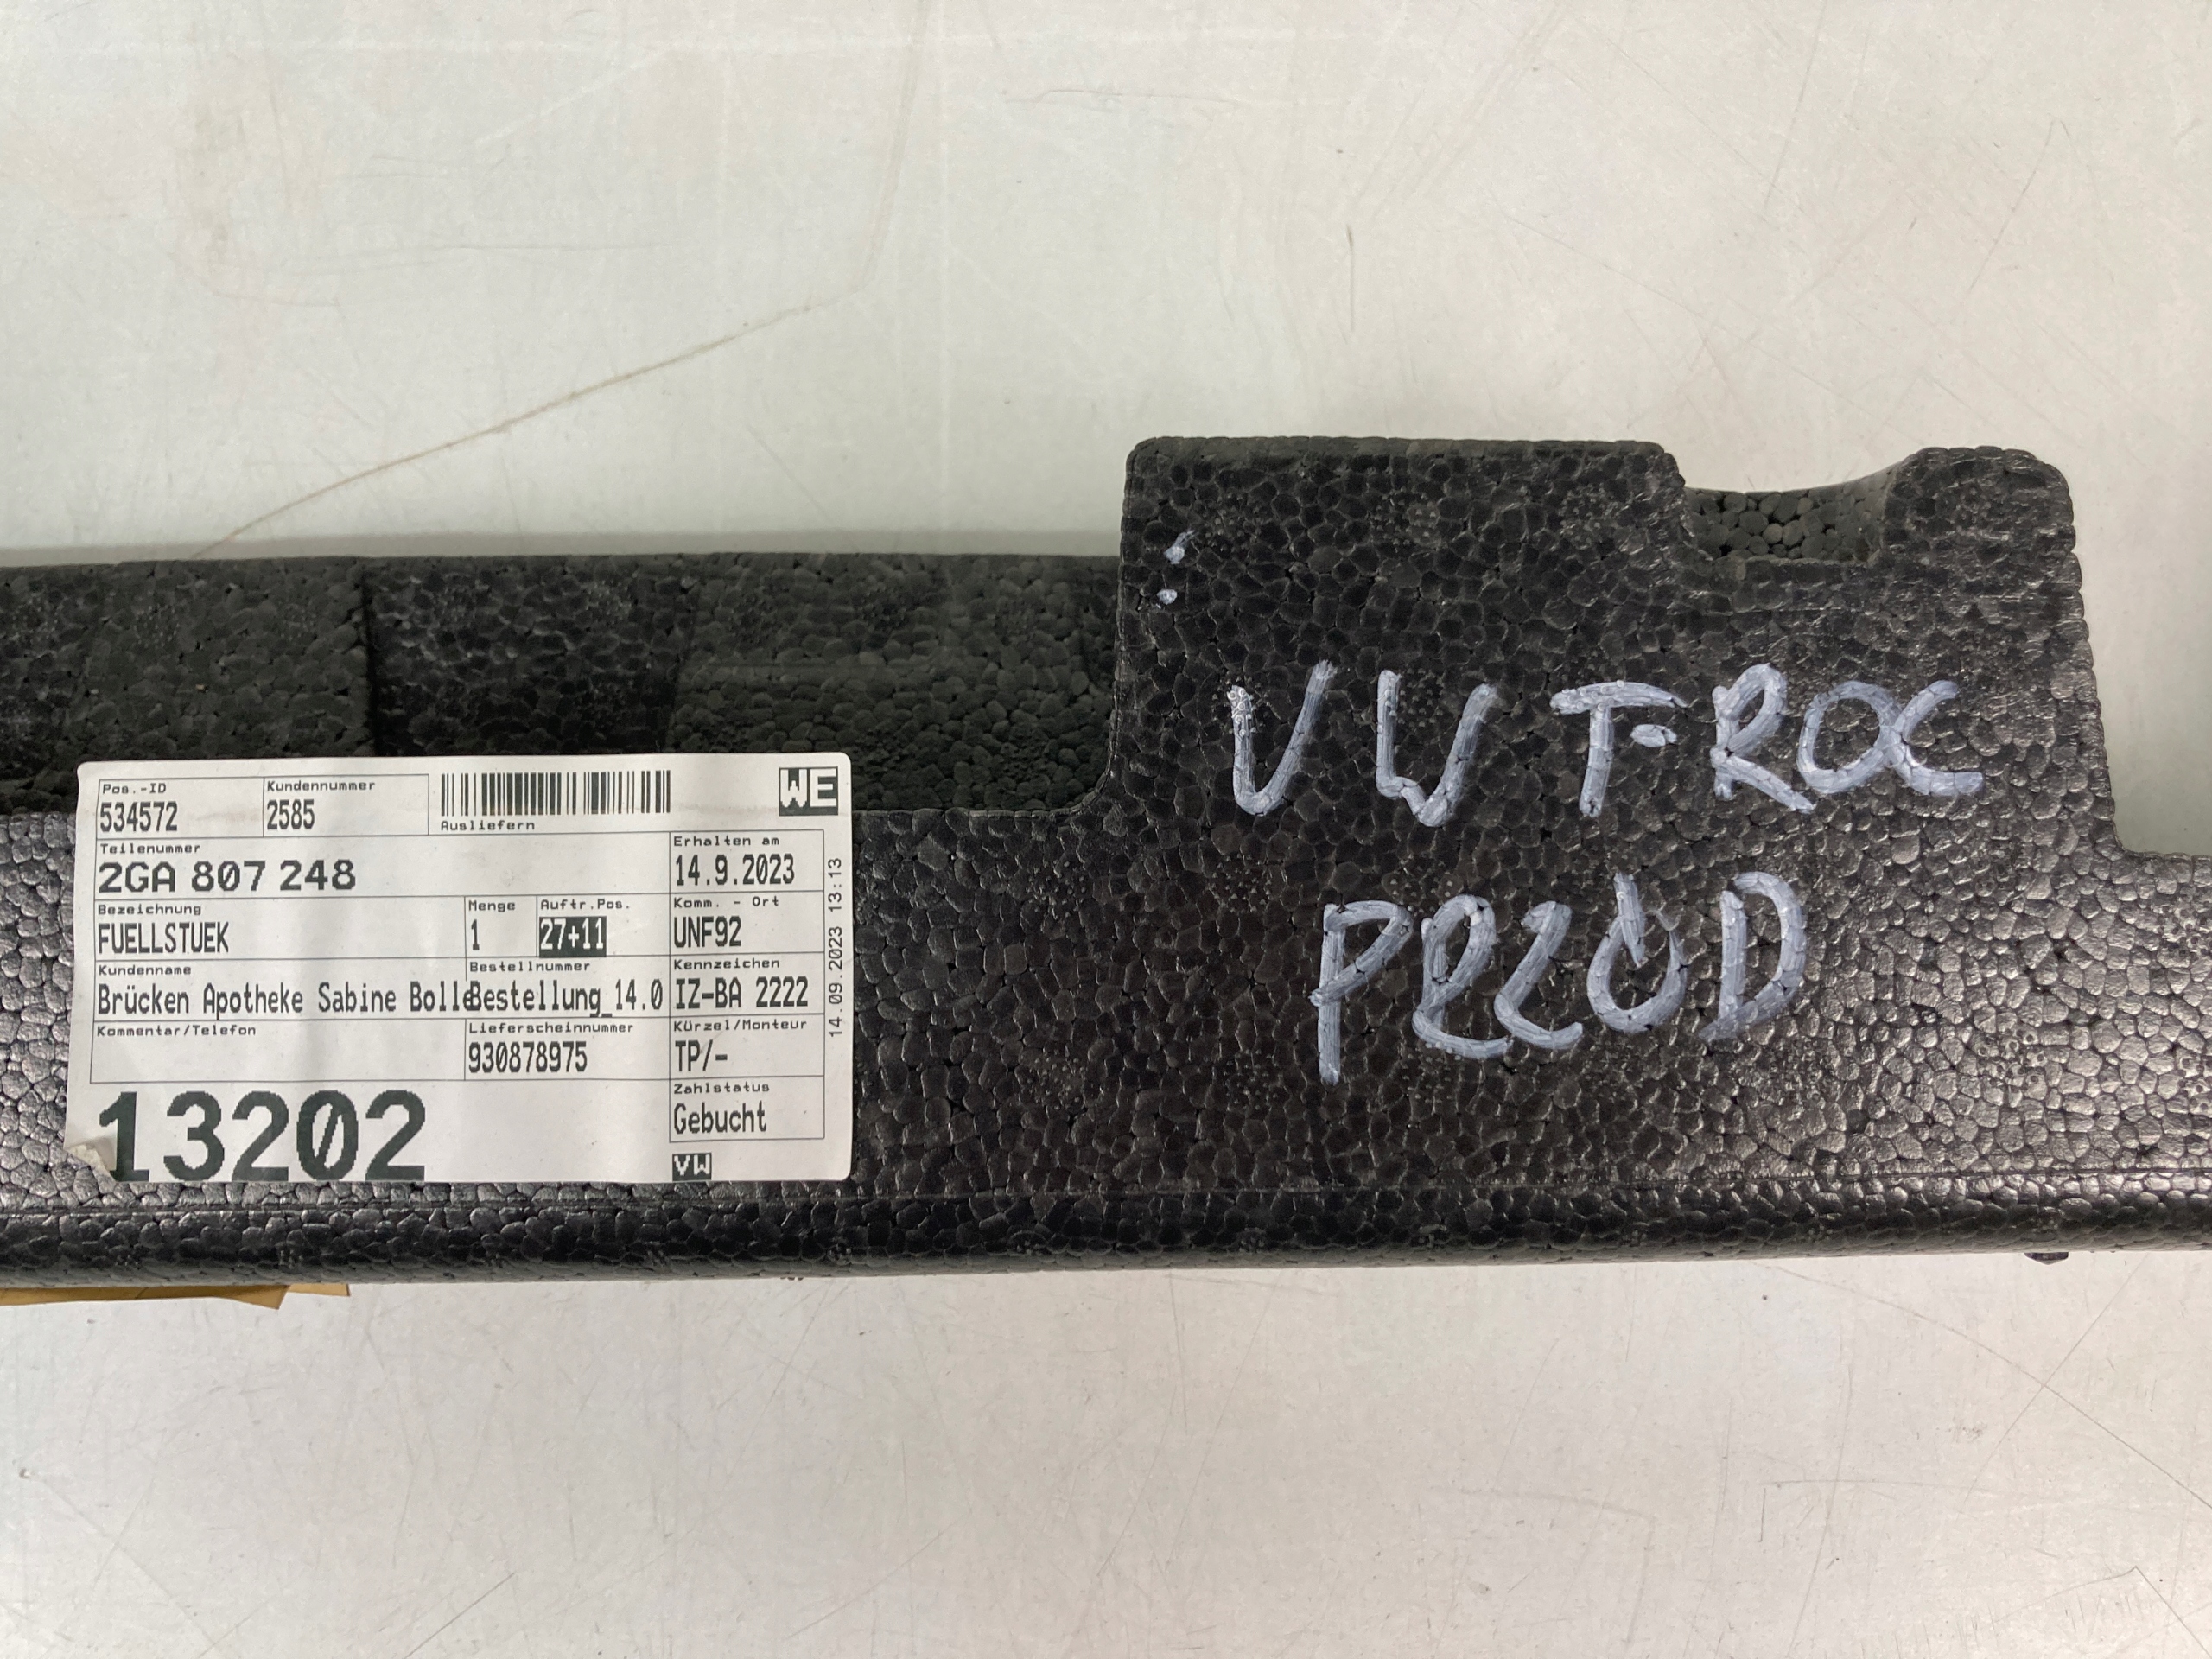 Pos.-ID
534572
Kundennummer
2585
Ausliefern
WE
Teilenummer
2GA 807 248
Erhalten am
14.9.2023
Bezeichnung
FUELLSTUEK
Menge
1
Auftr.Pos.
27+11
Komm. - Ort
UNF92
Kundenname
Brücken Apotheke Sabine Bolle
Bestellnummer
Bestellung_14.0
Kennzeichen
IZ-BA 2222
Kommentar/Telefon
Lieferscheinnummer
930878975
Kürzel/Monteur
TP/-
Zahlstatus
Gebucht
13202
VW
14.09.2023 13:13
VW T-ROC
PRZÓD